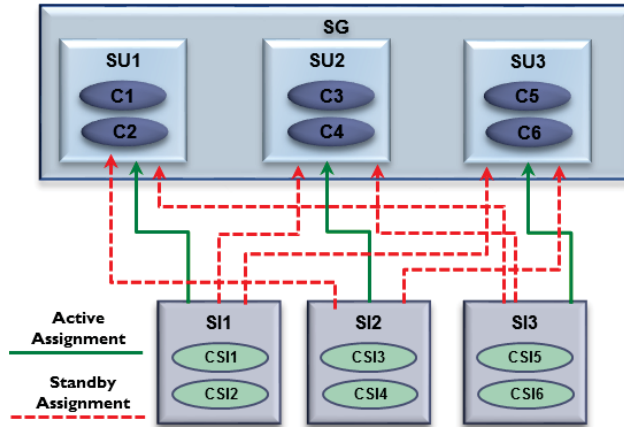 SG
SU1
SU2
SU3
C1
C3
C5
C2
C4
C6
SI1
SI2
SI3
Active
Assignment
CSI1
CSI3
CSI5
Standby
Assignment
CSI2
CSI4
CSI6